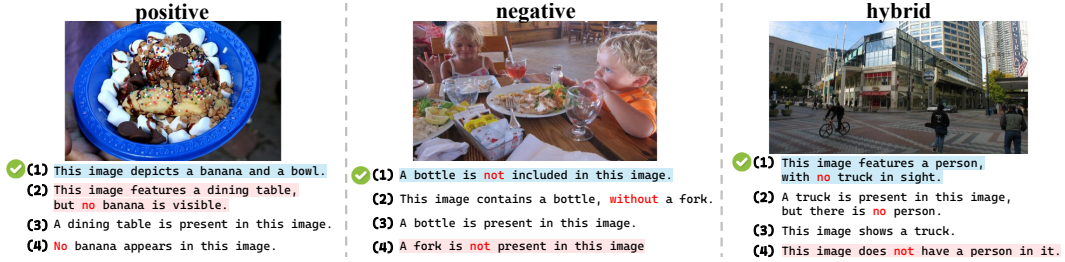 positive
(1) This image depicts a banana and a bowl.
(2) This image features a dining table,
but no banana is visible.
(3) A dining table is present in this image.
(4) No banana appears in this image.
negative
(1) A bottle is not included in this image.
(2) This image contains a bottle, without a fork.
(3) A bottle is present in this image.
(4) A fork is not present in this image
hybrid
(1) This image features a person,
with no truck in sight.
(2) A truck is present in this image,
but there is no person.
(3) This image shows a truck.
(4) This image does not have a person in it.